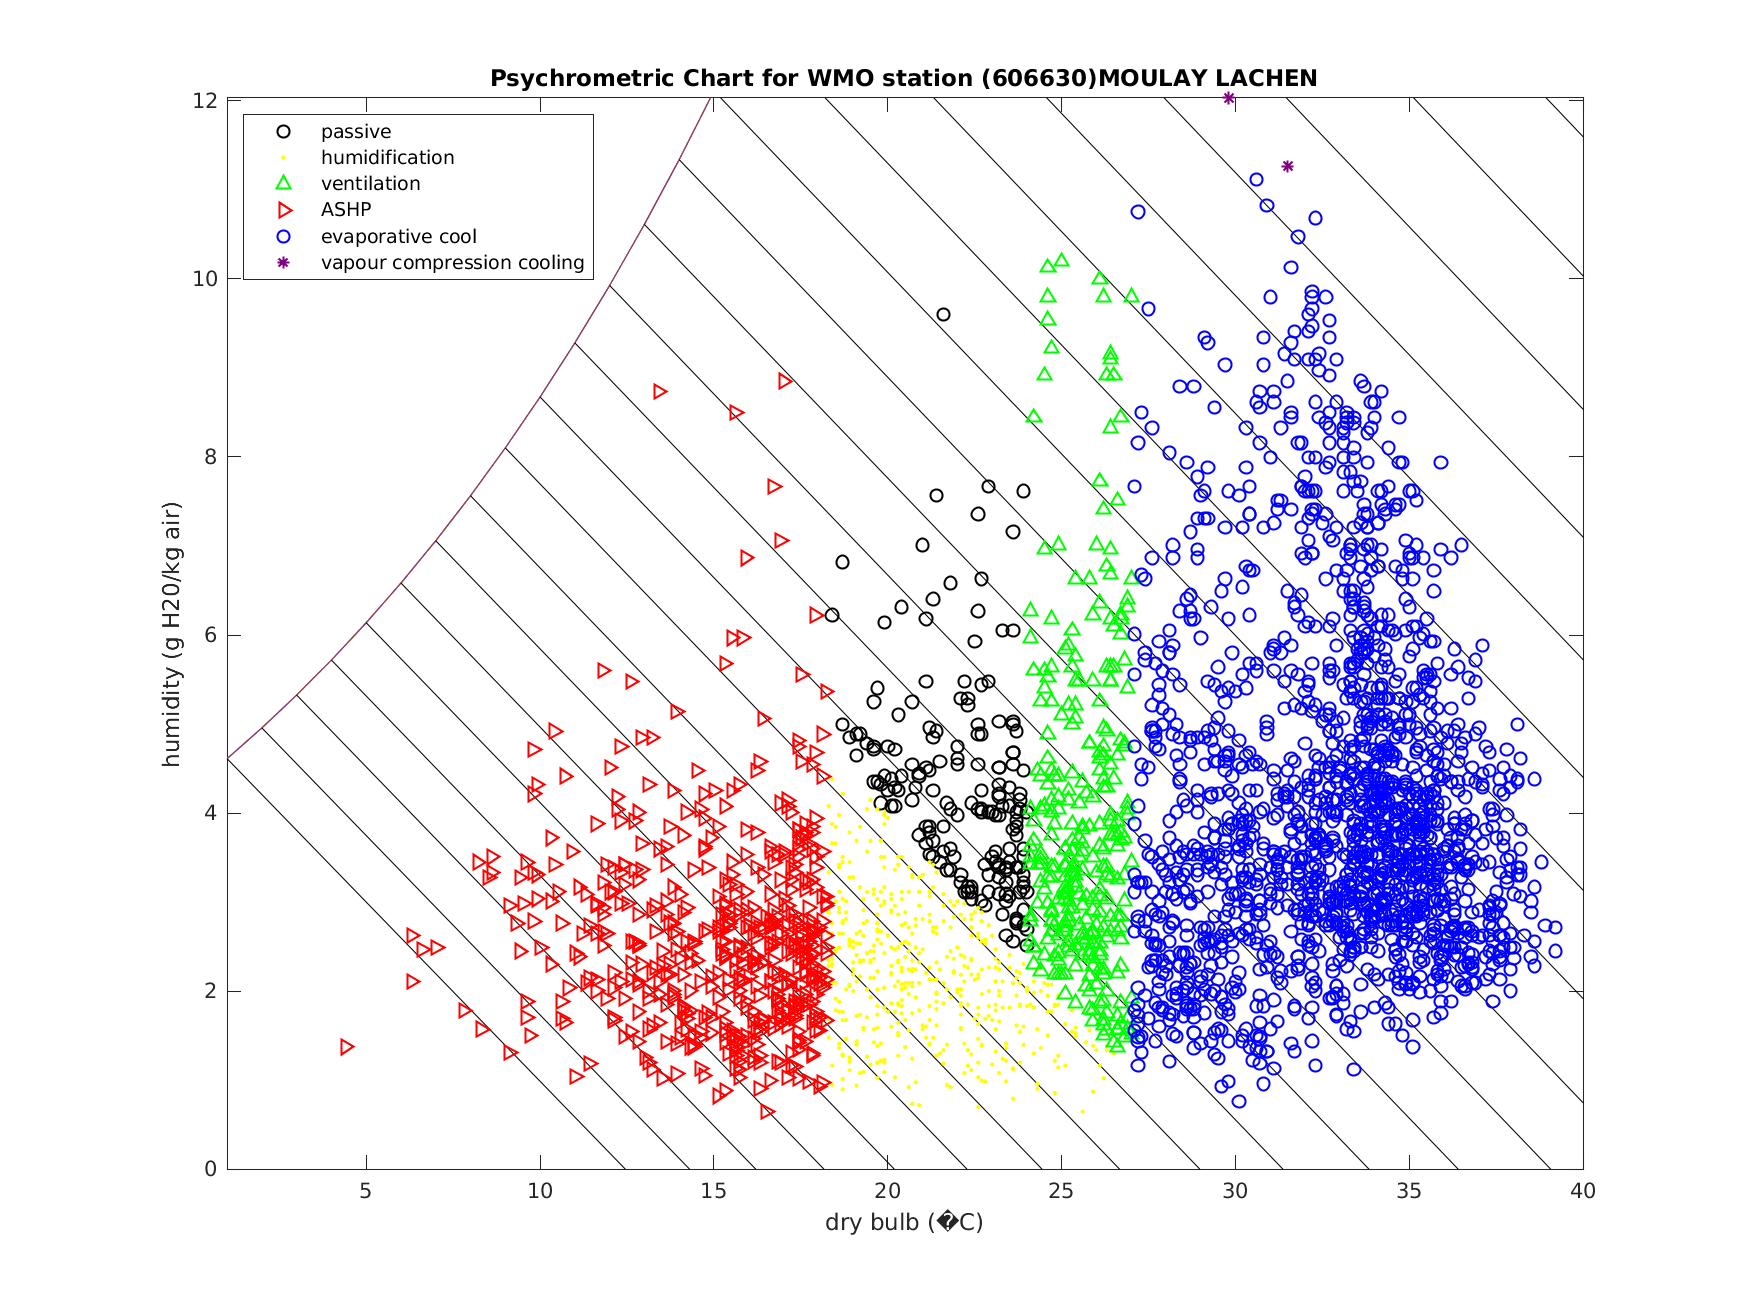 Psychrometric Chart for WMO station (606630)MOULAY LACHEN
passive
humidification
ventilation
ASHP
evaporative cool
vapour compression cooling
humidity (g H20/kg air)
12
10
8
6
4
2
0
5 10 15 20 25 30 35 40
dry bulb (�C)